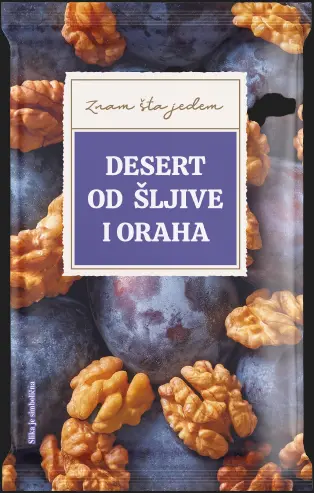 Znam šta jedem
DESERT
OD ŠLJIVE
I ORAHA
Slika je simbolična